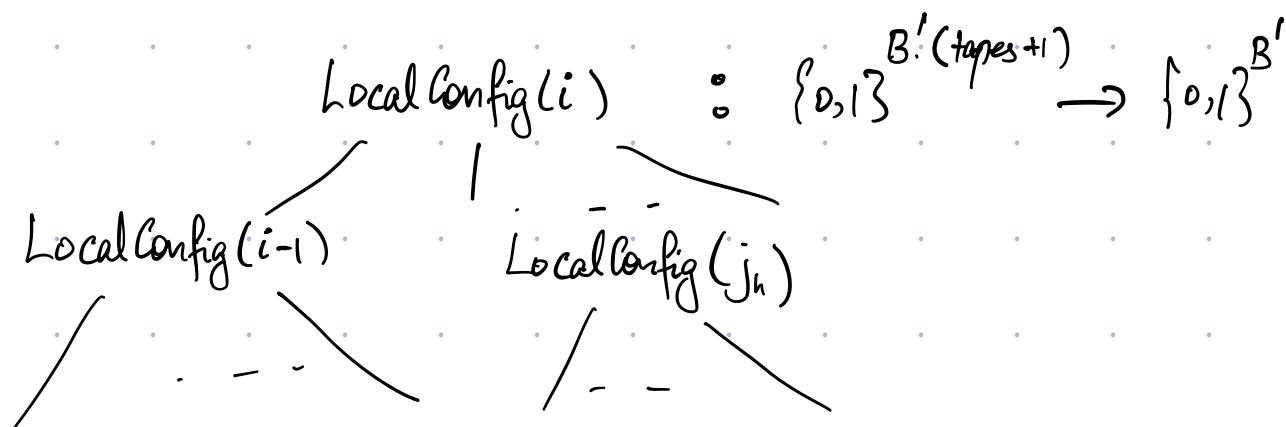 LocalConfig(i) : {0,1}^{B'(tapes+1)} → {0,1}^{B'}
LocalConfig(i-1) LocalConfig(j_h)